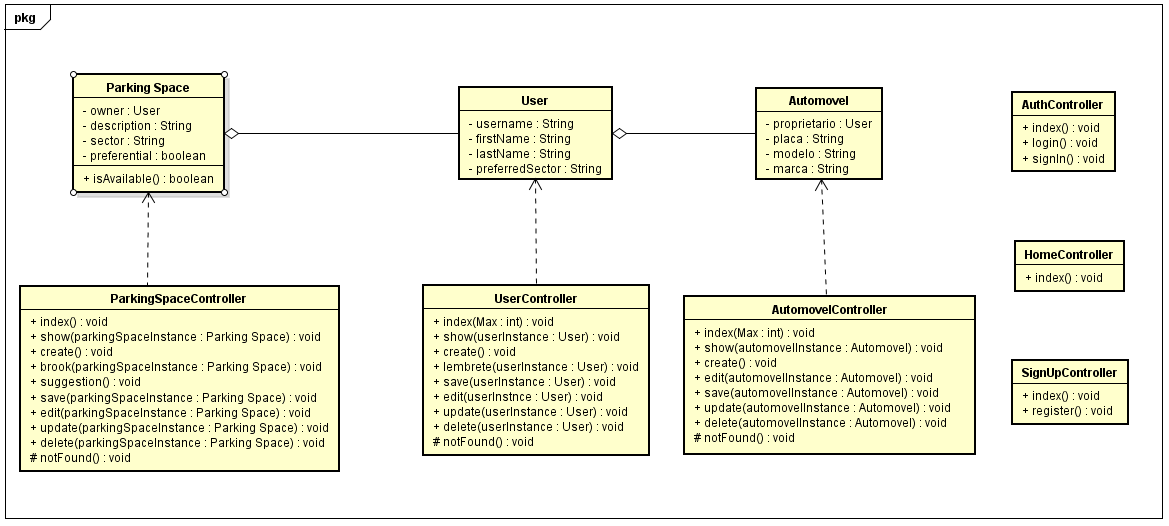 pkg
Parking Space
- owner : User
- description : String
- sector : String
- preferential : boolean
+ isAvailable() : boolean
User
- username : String
- firstName : String
- lastName : String
- preferredSector : String
Automovel
- proprietario : User
- placa : String
- modelo : String
- marca : String
AuthController
+ index() : void
+ login() : void
+ signIn() : void
HomeController
+ index() : void
ParkingSpaceController
+ index() : void
+ show(parkingSpaceInstance : Parking Space) : void
+ create() : void
+ brook(parkingSpaceInstance : Parking Space) : void
+ suggestion() : void
+ save(parkingSpaceInstance : Parking Space) : void
+ edit(parkingSpaceInstance : Parking Space) : void
+ update(parkingSpaceInstance : Parking Space) : void
+ delete(parkingSpaceInstance : Parking Space) : void
# notFound() : void
UserController
+ index(Max : int) : void
+ show(userInstance : User) : void
+ create() : void
+ lembrete(userInstance : User) : void
+ save(userInstance : User) : void
+ edit(userInstnce : User) : void
+ update(userInstance : User) : void
+ delete(userInstance : User) : void
# notFound() : void
AutomovelController
+ index(Max : int) : void
+ show(automovelInstance : Automovel) : void
+ create() : void
+ edit(automovelInstance : Automovel) : void
+ save(automovelInstance : Automovel) : void
+ update(automovelInstance : Automovel) : void
+ delete(automovelInstance : Automovel) : void
# notFound() : void
SignUpController
+ index() : void
+ register() : void